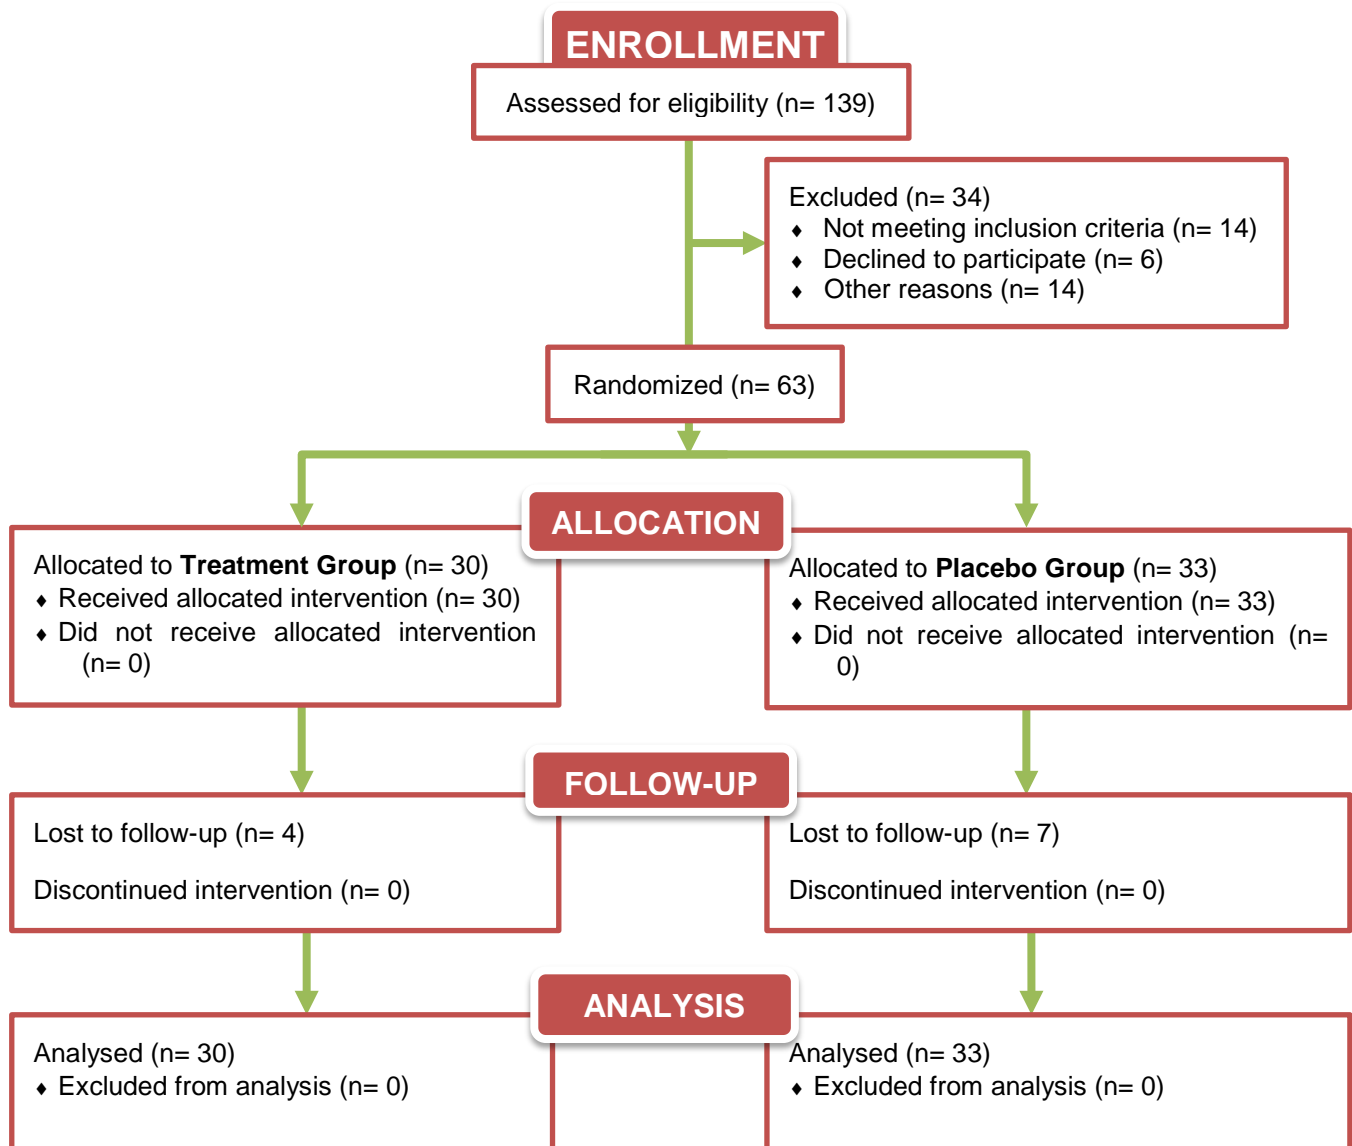 ENROLLMENT
Assessed for eligibility (n= 139)
Excluded (n= 34)
♦ Not meeting inclusion criteria (n= 14)
♦ Declined to participate (n= 6)
♦ Other reasons (n= 14)
Randomized (n= 63)
ALLOCATION
Allocated to Treatment Group (n= 30)
♦ Received allocated intervention (n= 30)
♦ Did not receive allocated intervention
(n= 0)
Allocated to Placebo Group (n= 33)
♦ Received allocated intervention (n= 33)
♦ Did not receive allocated intervention (n=
0)
FOLLOW-UP
Lost to follow-up (n= 4)
Discontinued intervention (n= 0)
Lost to follow-up (n= 7)
Discontinued intervention (n= 0)
ANALYSIS
Analysed (n= 30)
♦ Excluded from analysis (n= 0)
Analysed (n= 33)
♦ Excluded from analysis (n= 0)